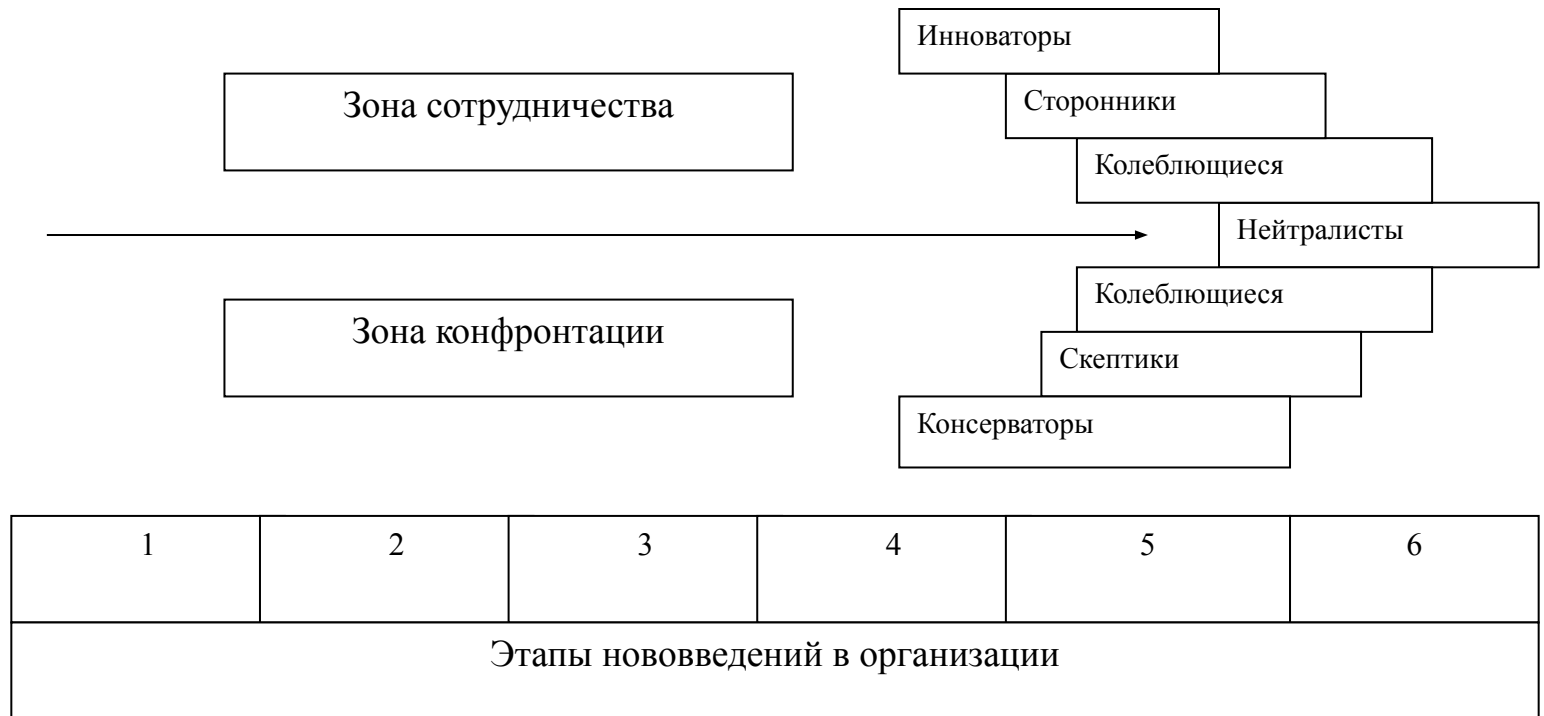 Инноваторы
Зона сотрудничества
Сторонники
Колеблющиеся
Нейтралисты
Колеблющиеся
Зона конфронтации
Скептики
Консерваторы
1 2 3 4 5 6
Этапы нововведений в организации